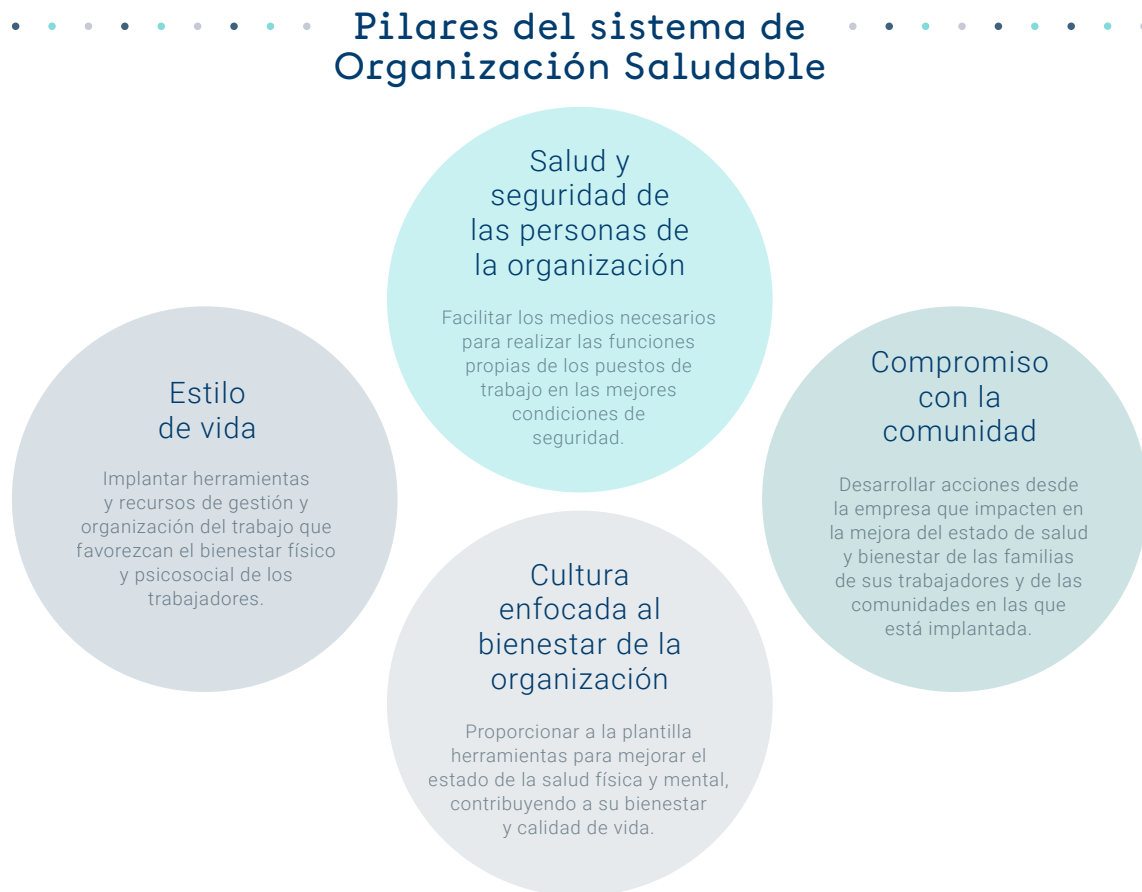 Pilares del sistema de
Organización Saludable
Salud y
seguridad de
las personas de
la organización
Facilitar los medios necesarios
para realizar las funciones
propias de los puestos de
trabajo en las mejores
condiciones de
seguridad.
Estilo
de vida
Implantar herramientas
y recursos de gestión y
organización del trabajo que
favorezcan el bienestar físico
y psicosocial de los
trabajadores.
Compromiso
con la
comunidad
Desarrollar acciones desde
la empresa que impacten en
la mejora del estado de salud
y bienestar de las familias
de sus trabajadores y de las
comunidades en las que
está implantada.
Cultura
enfocada al
bienestar de la
organización
Proporcionar a la plantilla
herramientas para mejorar el
estado de la salud física y mental,
contribuyendo a su bienestar
y calidad de vida.